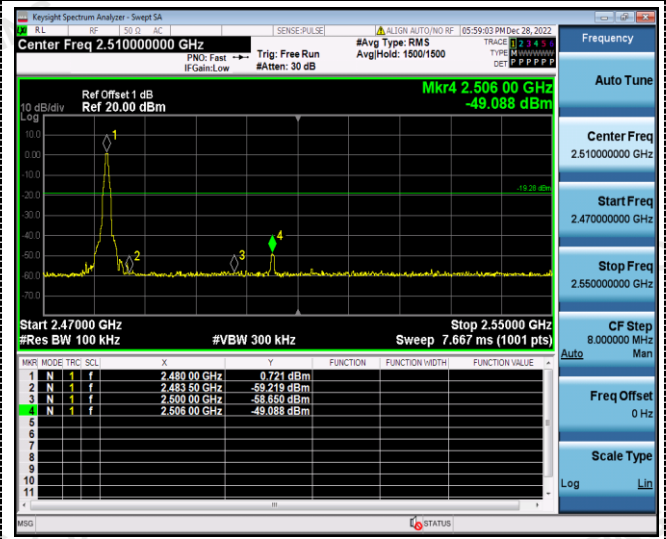 Keysight Spectrum Analyzer - Swept SA
RL RF 50 Ω AC SENSE:PULSE ALIGN AUTO/NO RF 05:59:03 PM Dec 28, 2022
Center Freq 2.510000000 GHz
PNO: Fast
IFGain:Low
Trig: Free Run
#Atten: 30 dB
#Avg Type: RMS
Avg|Hold: 1500/1500
TRACE 1 2 3 4 5 6
TYPE MWWWWW
DET P P P P P P
Ref Offset 1 dB
Ref 20.00 dBm
10 dB/div
Log
Mkr4 2.506 00 GHz
-49.088 dBm
10.0
0.00
-10.0
-20.0
-30.0
-40.0
-50.0
-60.0
-70.0
1
2
3
4
-19.28 dBm
Start 2.47000 GHz Stop 2.55000 GHz
#Res BW 100 kHz #VBW 300 kHz Sweep 7.667 ms (1001 pts)
MKR MODE TRC SCL X Y FUNCTION FUNCTION WIDTH FUNCTION VALUE
1 N 1 f 2.480 00 GHz 0.721 dBm
2 N 1 f 2.483 50 GHz -59.219 dBm
3 N 1 f 2.500 00 GHz -58.650 dBm
4 N 1 f 2.506 00 GHz -49.088 dBm
5
6
7
8
9
10
11
MSG STATUS
Frequency
Auto Tune
Center Freq
2.510000000 GHz
Start Freq
2.470000000 GHz
Stop Freq
2.550000000 GHz
CF Step
8.000000 MHz
Auto Man
Freq Offset
0 Hz
Scale Type
Log Lin